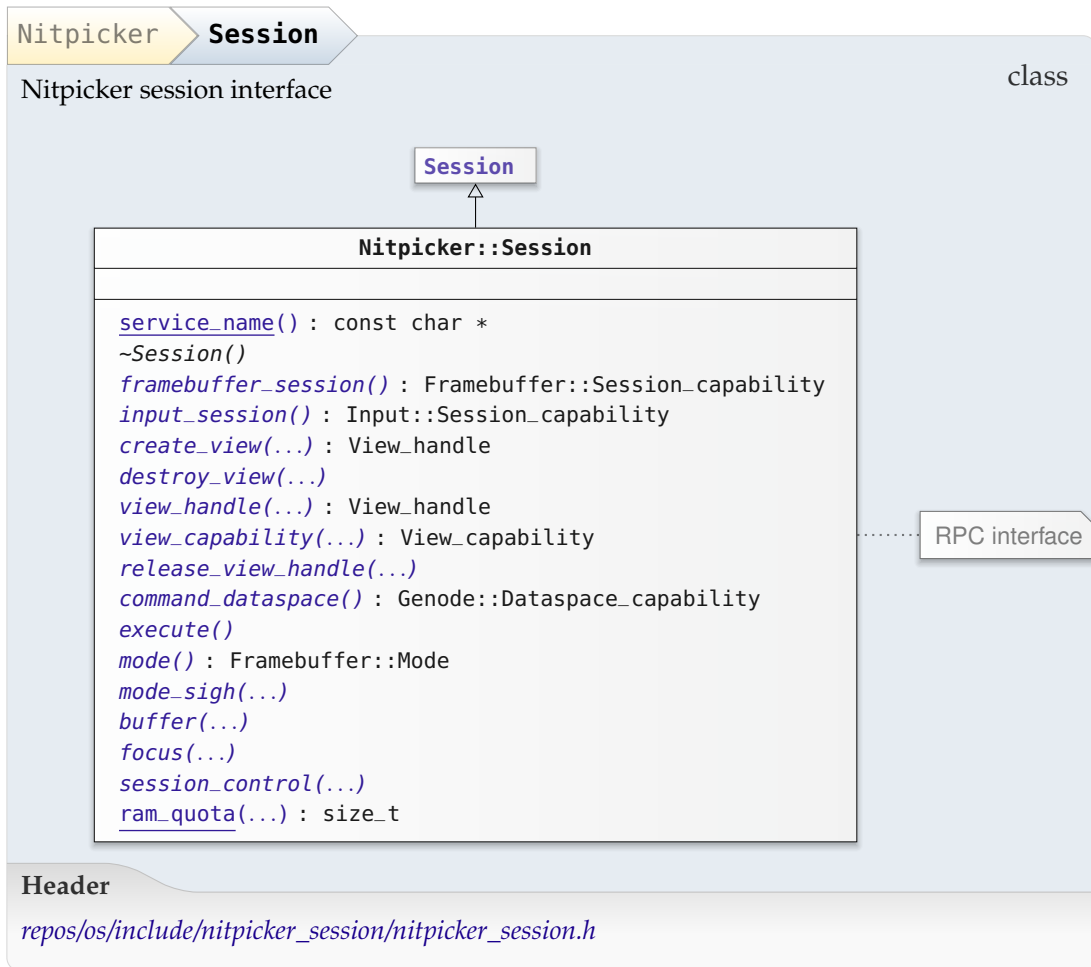 Nitpicker Session
class
Nitpicker session interface
Session
Nitpicker::Session
service_name() : const char *
~Session()
framebuffer_session() : Framebuffer::Session_capability
input_session() : Input::Session_capability
create_view(...) : View_handle
destroy_view(...)
view_handle(...) : View_handle
view_capability(...) : View_capability
RPC interface
release_view_handle(...)
command_dataspace() : Genode::Dataspace_capability
execute()
mode() : Framebuffer::Mode
mode_sigh(...)
buffer(...)
focus(...)
session_control(...)
ram_quota(...) : size_t
Header
repos/os/include/nitpicker_session/nitpicker_session.h